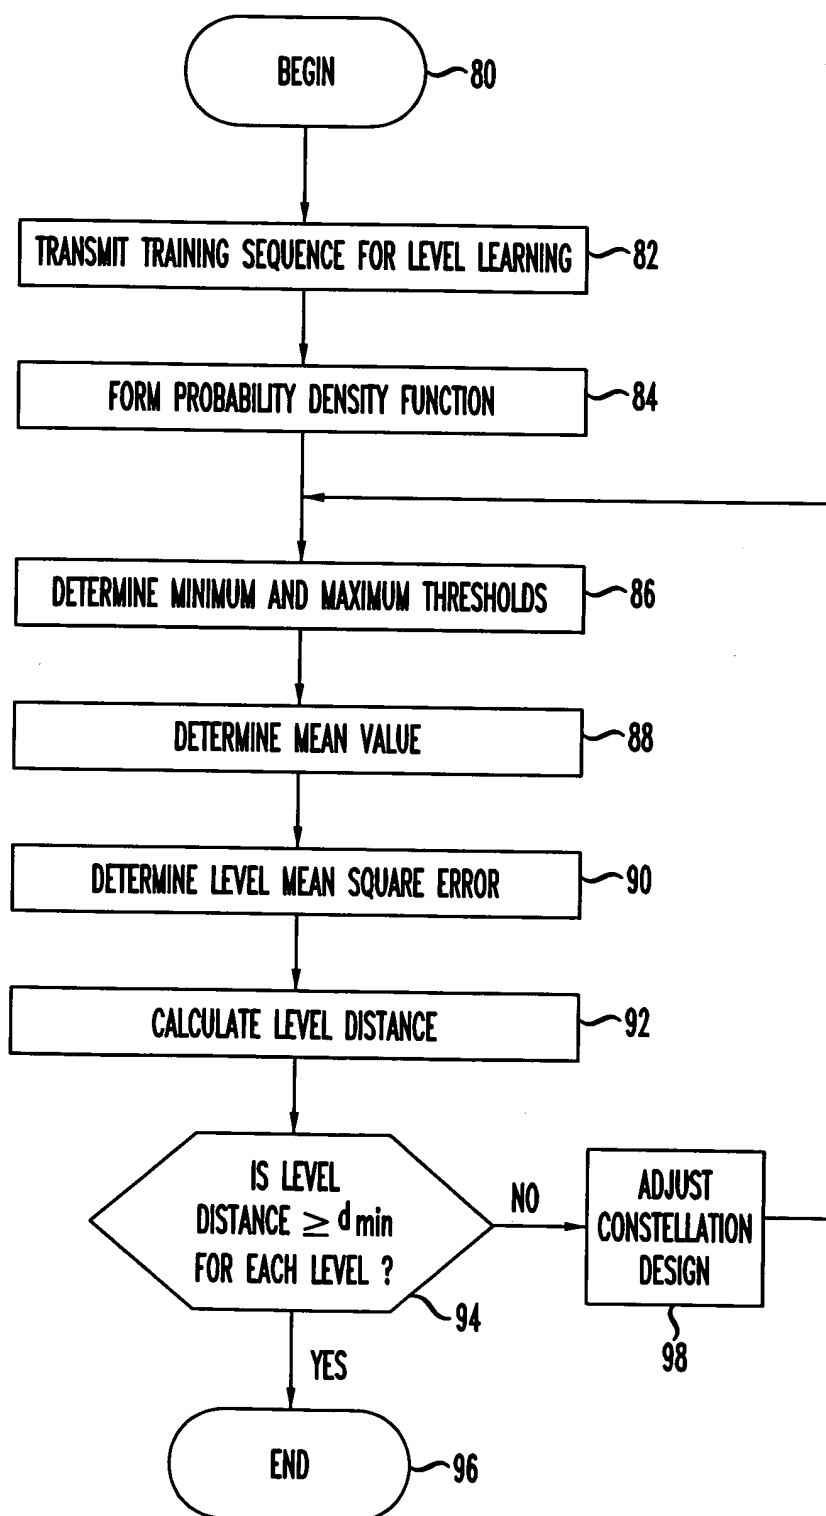 BEGIN 80
TRANSMIT TRAINING SEQUENCE FOR LEVEL LEARNING 82
FORM PROBABILITY DENSITY FUNCTION 84
DETERMINE MINIMUM AND MAXIMUM THRESHOLDS 86
DETERMINE MEAN VALUE 88
DETERMINE LEVEL MEAN SQUARE ERROR 90
CALCULATE LEVEL DISTANCE 92
IS LEVEL
DISTANCE ≥ dmin
FOR EACH LEVEL ?
94
NO
ADJUST
CONSTELLATION
DESIGN
98
YES
END 96